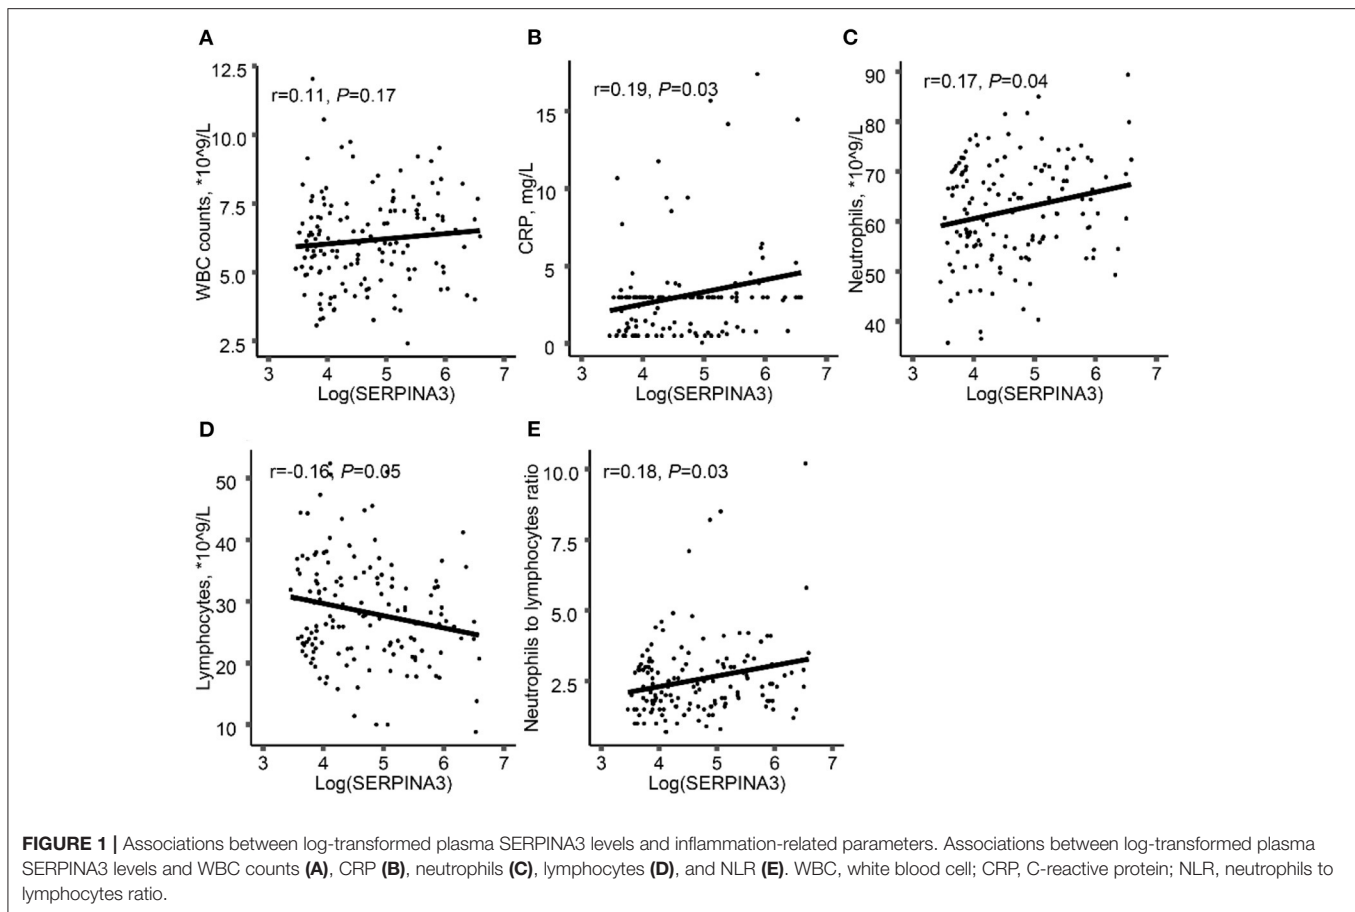 A
r=0.11, P=0.17
WBC counts, *10^9/L
12.5
10.0
7.5
5.0
2.5
3 4 5 6 7
Log(SERPINA3)
B
r=0.19, P=0.03
CRP, mg/L
15
10
5
0
3 4 5 6 7
Log(SERPINA3)
C
r=0.17, P=0.04
Neutrophils, *10^9/L
90
80
70
60
50
40
3 4 5 6 7
Log(SERPINA3)
D
r=-0.16, P=0.05
Lymphocytes, *10^9/L
50
40
30
20
10
3 4 5 6 7
Log(SERPINA3)
E
r=0.18, P=0.03
Neutrophils to lymphocytes ratio
10.0
7.5
5.0
2.5
3 4 5 6 7
Log(SERPINA3)
FIGURE 1 | Associations between log-transformed plasma SERPINA3 levels and inflammation-related parameters. Associations between log-transformed plasma
SERPINA3 levels and WBC counts (A), CRP (B), neutrophils (C), lymphocytes (D), and NLR (E). WBC, white blood cell; CRP, C-reactive protein; NLR, neutrophils to
lymphocytes ratio.